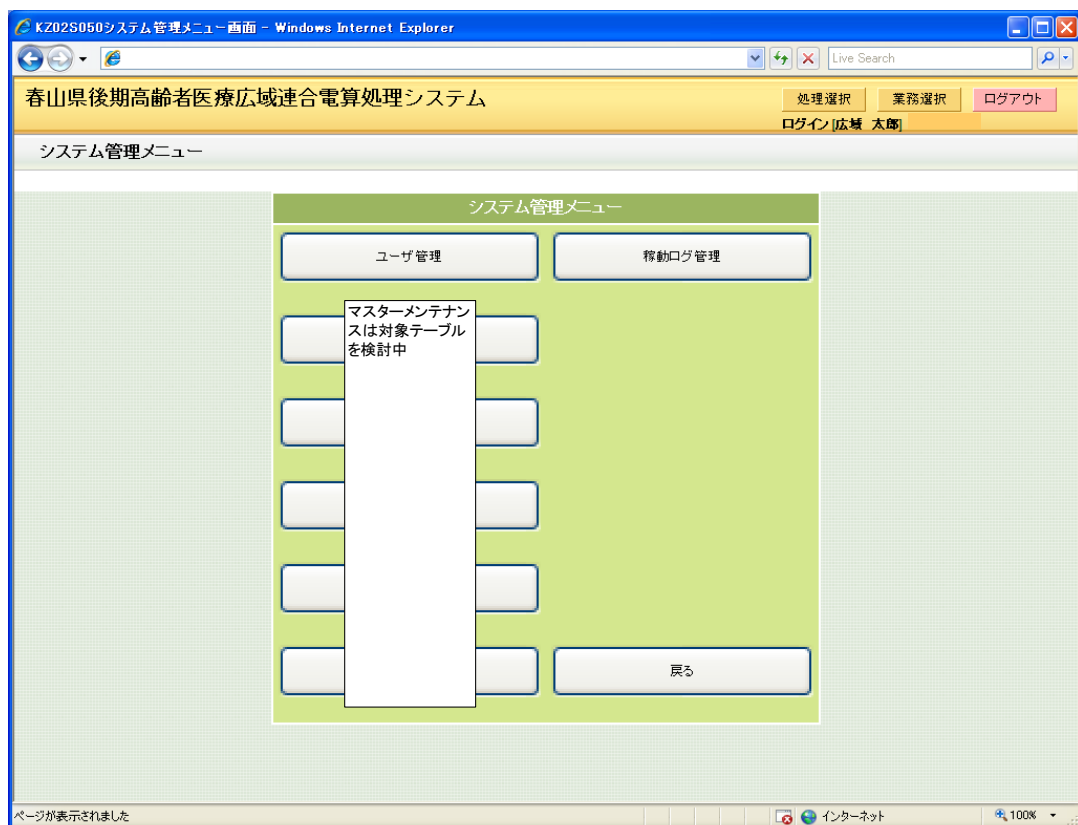 KZ02S050システム管理メニュー画面 - Windows Internet Explorer
Live Search
春山県後期高齢者医療広域連合電算処理システム
処理選択
業務選択
ログアウト
ログイン[広域 太郎]
システム管理メニュー
システム管理メニュー
ユーザ管理
稼動ログ管理
マスターメンテナン
スは対象テーブル
を検討中
戻る
ページが表示されました
インターネット
100%